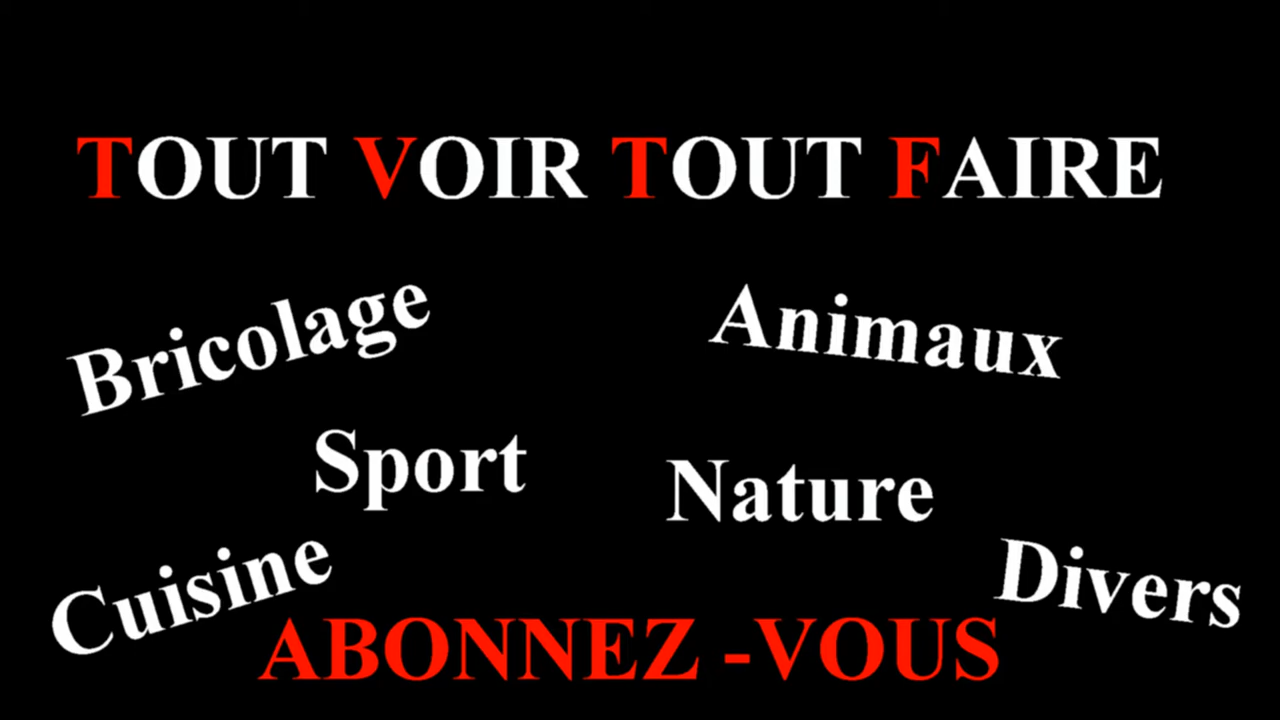 TOUT VOIR TOUT FAIRE
Bricolage
Animaux
Sport
Nature
Cuisine
Divers
ABONNEZ -VOUS